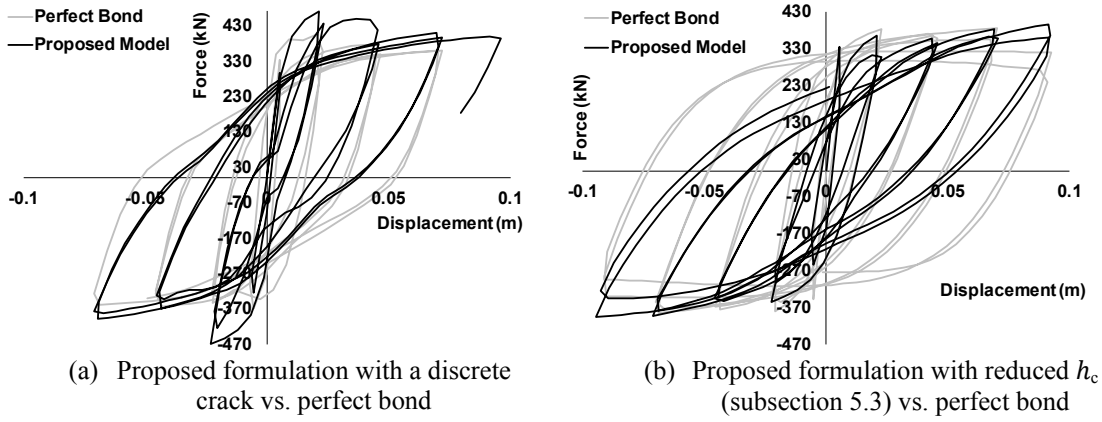 Perfect Bond
Proposed Model
Force (kN)
430
330
230
130
30
-70
-170
-270
-370
-470
-0.1
-0.05
0
0.05
0.1
Displacement (m)
(a) Proposed formulation with a discrete
crack vs. perfect bond
Perfect Bond
Proposed Model
Force (kN)
430
330
230
130
30
-70
-170
-270
-370
-470
-0.1
-0.05
0
0.05
0.1
Displacement (m)
(b) Proposed formulation with reduced hc
(subsection 5.3) vs. perfect bond